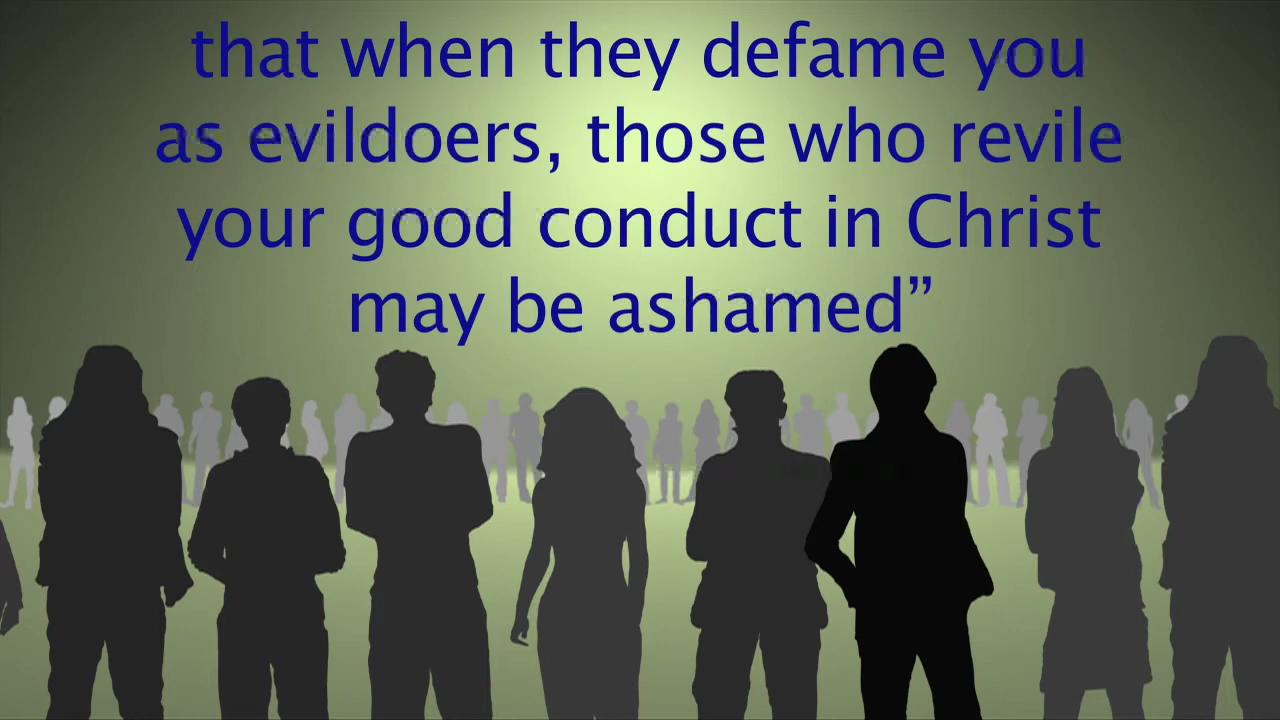 that when they defame you
as evildoers, those who revile
your good conduct in Christ
may be ashamed”